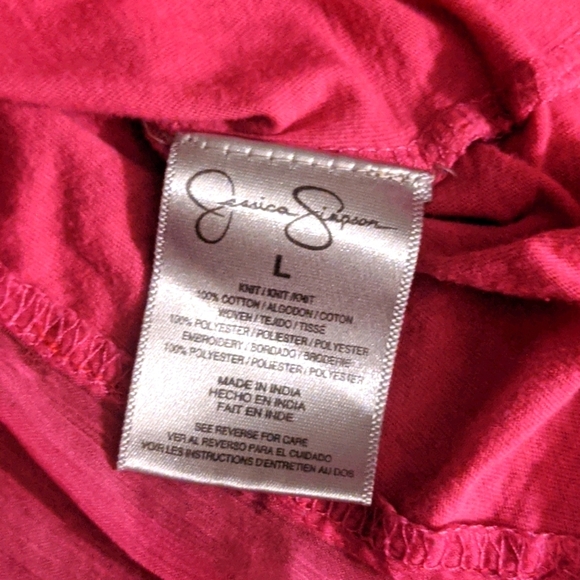 Jessica Simpson
L
KNIT / KNIT /KNIT
100% COTTON / ALGODON / COTON
WOVEN / TEJIDO / TISSÉ
100% POLYESTER / POLIESTER / POLYESTER
EMBROIDERY / BORDADO / BRODERIE
100% POLYESTER / POLIESTER / POLYESTER
MADE IN INDIA
HECHO EN INDIA
FAIT EN INDE
SEE REVERSE FOR CARE
VER AL REVERSO PARA EL CUIDADO
VOIR LES INSTRUCTIONS D'ENTRETIEN AU DOS